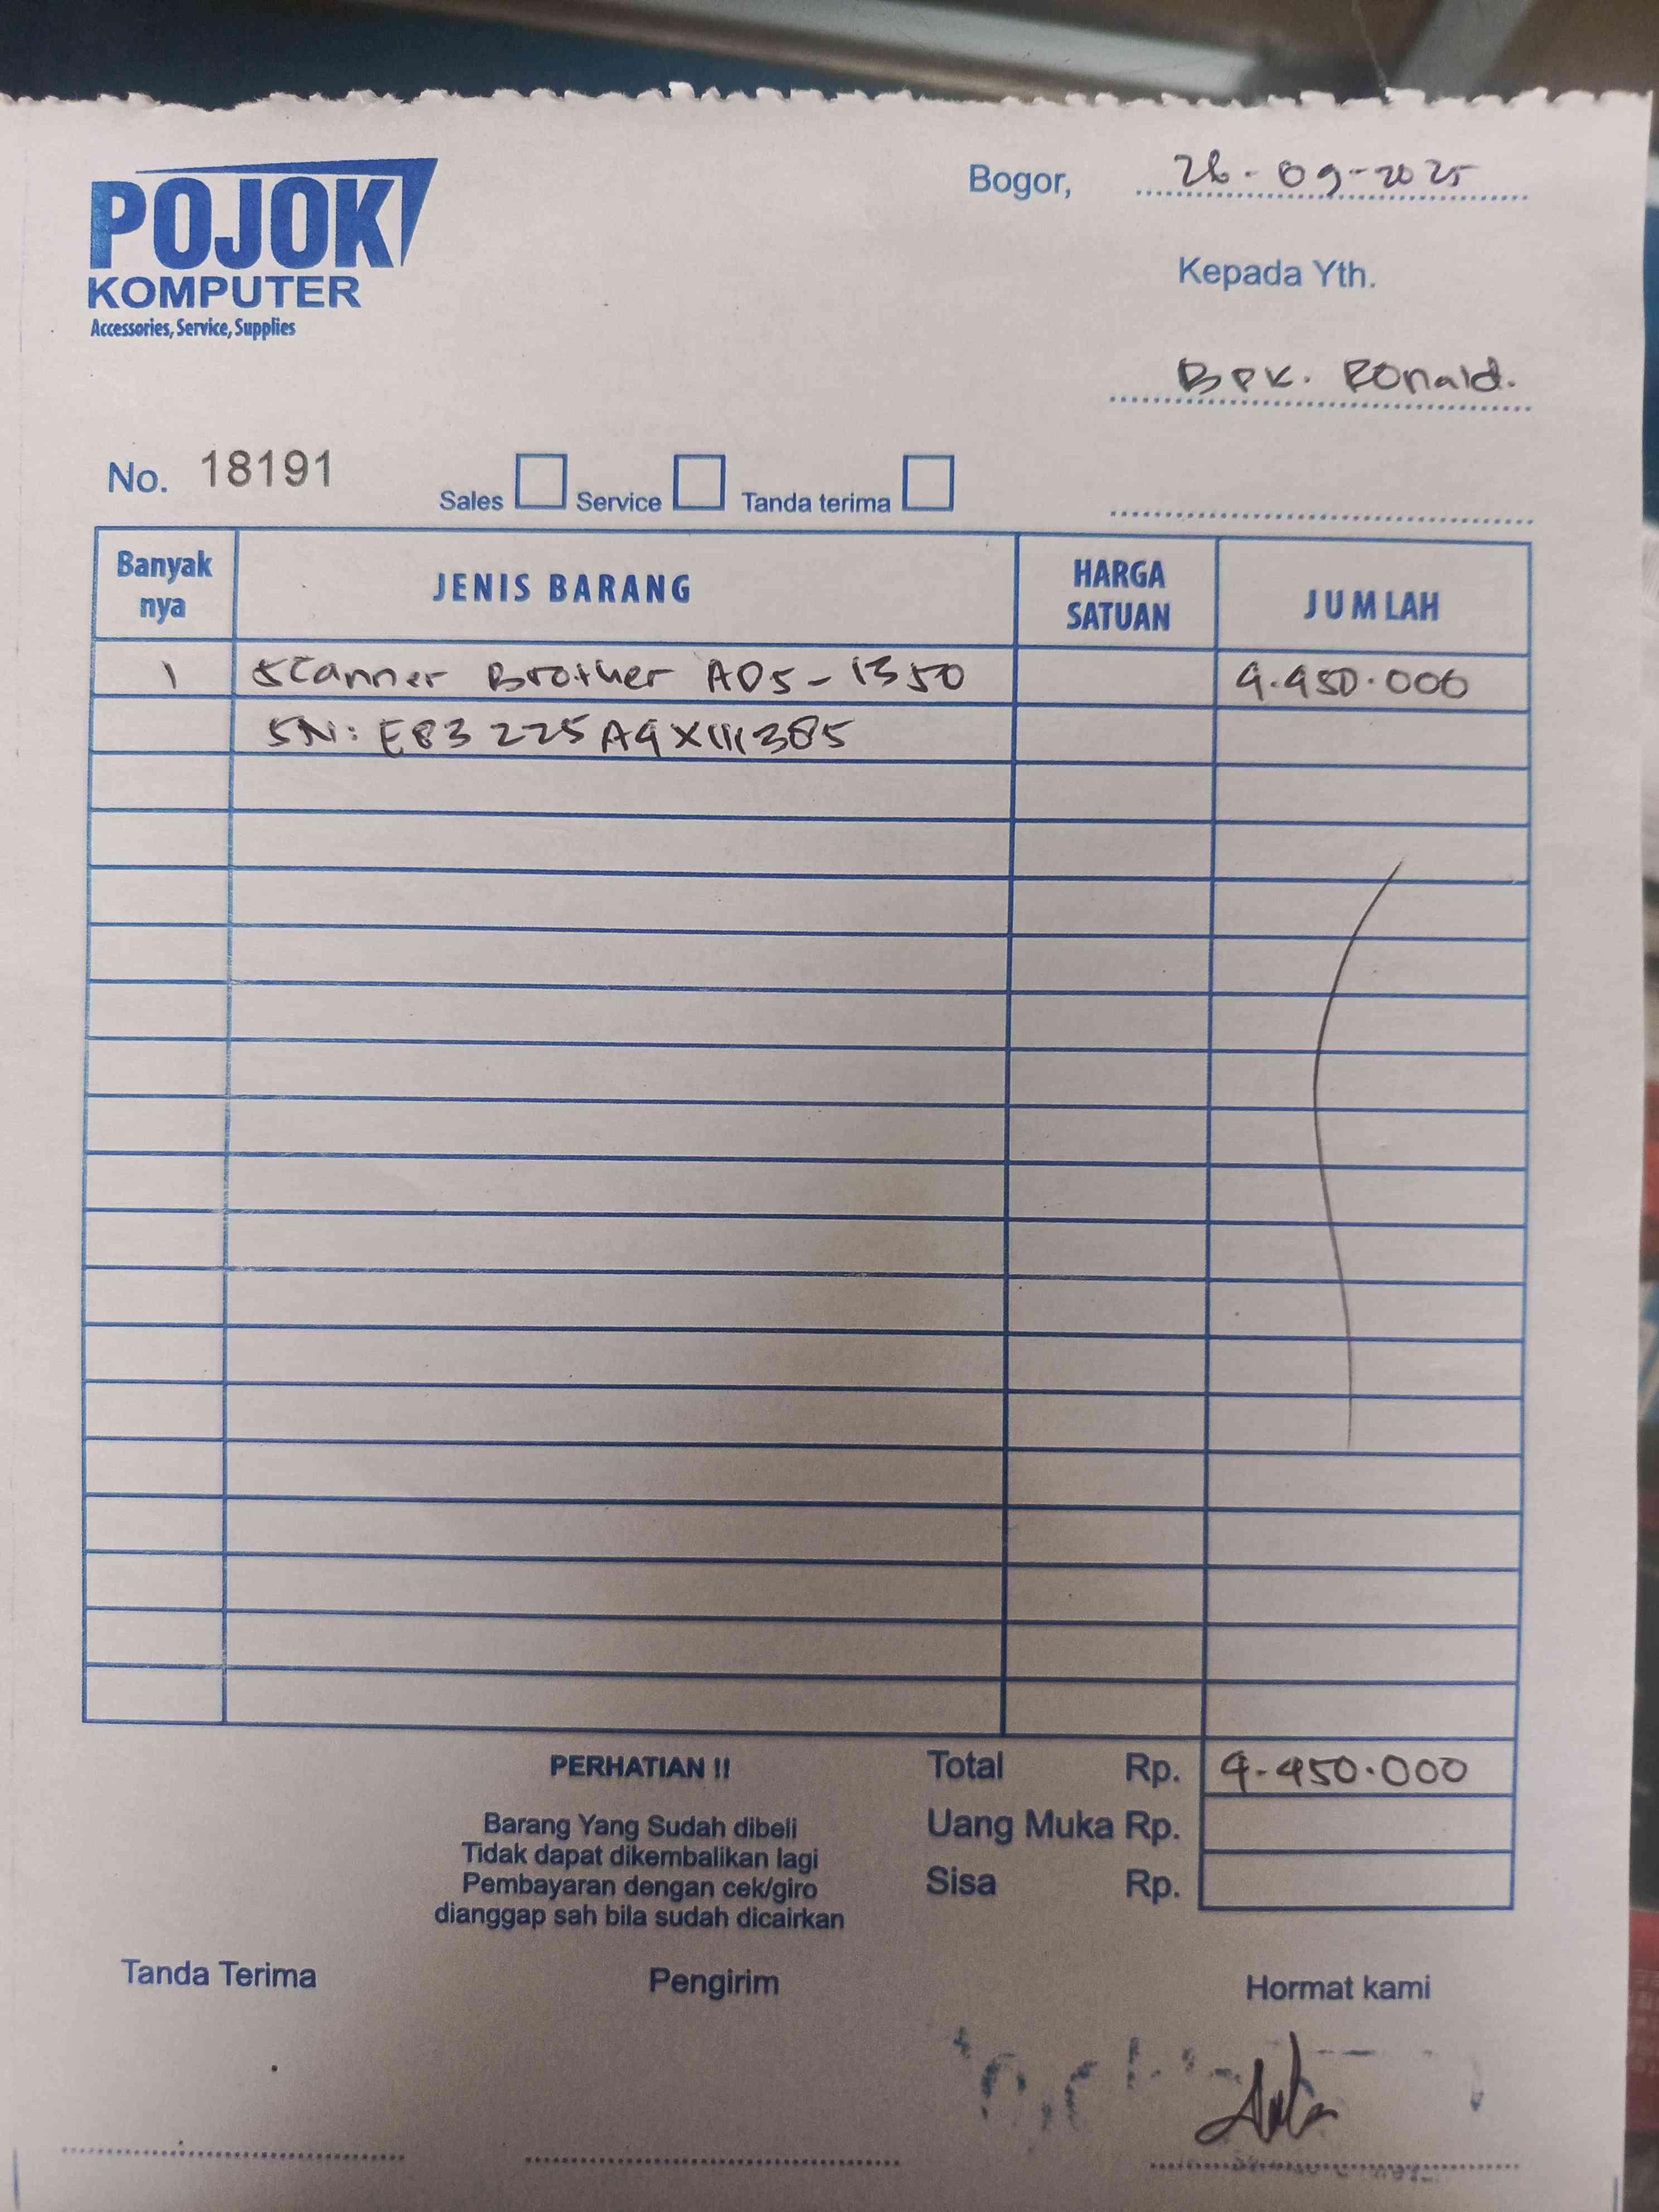 POJOK
KOMPUTER
Accessories, Service, Supplies
Bogor, 26-09-2025
Kepada Yth.
BPK. Ronald.
No. 18191
Sales Service Tanda terima
Banyak nya JENIS BARANG HARGA SATUAN JUMLAH
1 Scanner Brother ADS-1350 4.450.000
SN: E83225A4X111385
PERHATIAN !!
Barang Yang Sudah dibeli
Tidak dapat dikembalikan lagi
Pembayaran dengan cek/giro
dianggap sah bila sudah dicairkan
Total Rp. 4.450.000
Uang Muka Rp.
Sisa Rp.
Tanda Terima Pengirim Hormat kami